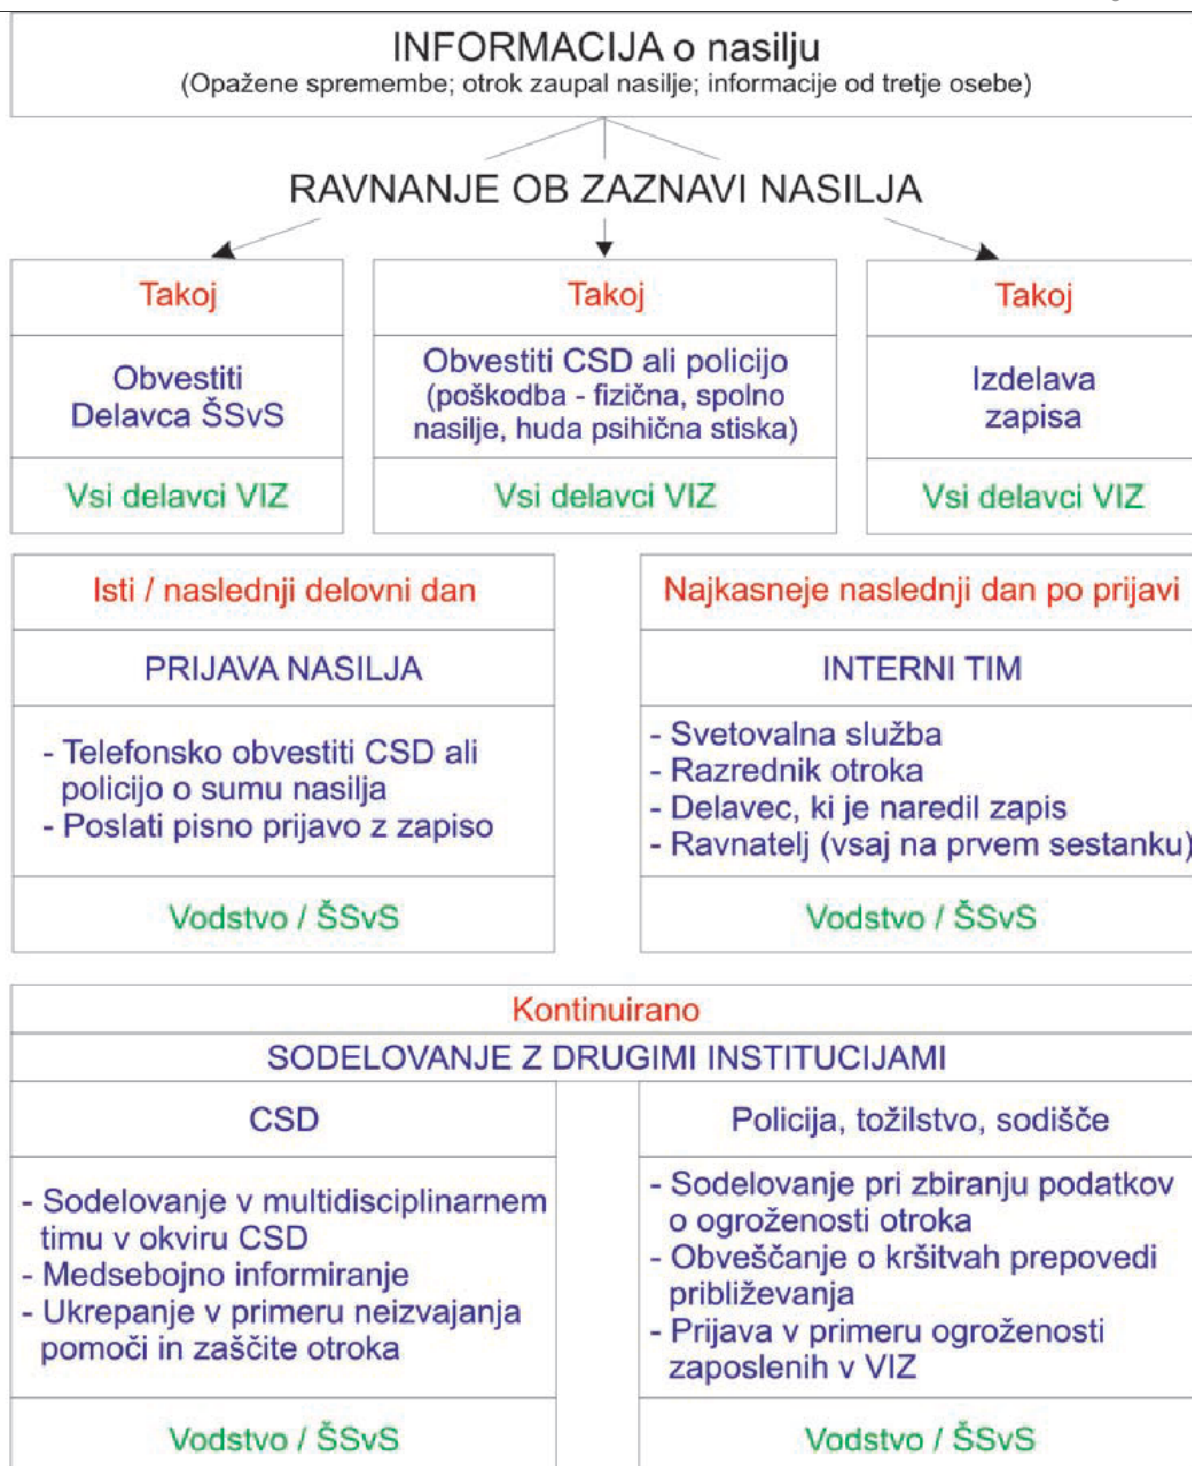 INFORMACIJA o nasilju
(Opažene spremembe; otrok zaupal nasilje; informacije od tretje osebe)
RAVNANJE OB ZAZNAVI NASILJA
Takoj
Obvestiti
Delavca ŠSvS
Vsi delavci VIZ
Takoj
Obvestiti CSD ali policijo
(poškodba - fizična, spolno
nasilje, huda psihična stiska)
Vsi delavci VIZ
Takoj
Izdelava
zapisa
Vsi delavci VIZ
Isti / naslednji delovni dan
PRIJAVA NASILJA
- Telefonsko obvestiti CSD ali
policijo o sumu nasilja
- Poslati pisno prijavo z zapiso
Vodstvo / ŠSvS
Najkasneje naslednji dan po prijavi
INTERNI TIM
- Svetovalna služba
- Razrednik otroka
- Delavec, ki je naredil zapis
- Ravnatelj (vsaj na prvem sestanku)
Vodstvo / ŠSvS
Kontinuirano
SODELOVANJE Z DRUGIMI INSTITUCIJAMI
CSD
- Sodelovanje v multidisciplinarnem
timu v okviru CSD
- Medsebojno informiranje
- Ukrepanje v primeru neizvajanja
pomoči in zaščite otroka
Vodstvo / ŠSvS
Policija, tožilstvo, sodišče
- Sodelovanje pri zbiranju podatkov
o ogroženosti otroka
- Obveščanje o kršitvah prepovedi
približevanja
- Prijava v primeru ogroženosti
zaposlenih v VIZ
Vodstvo / ŠSvS